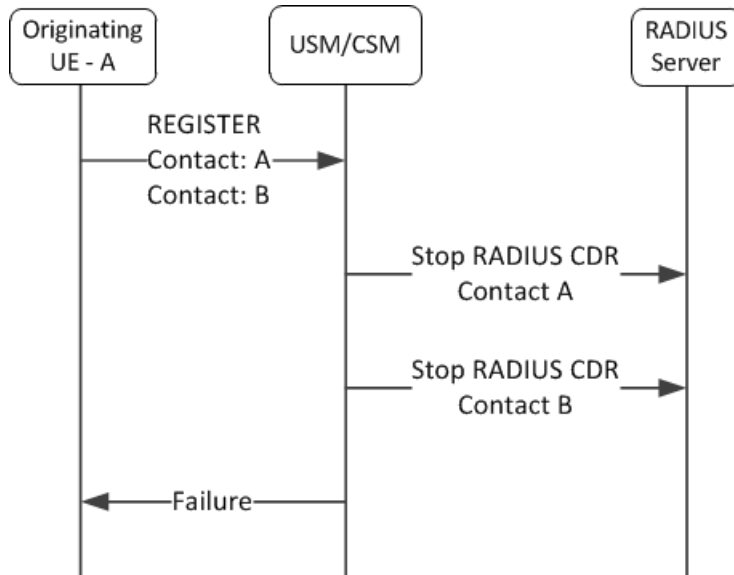 Originating
UE - A
USM/CSM
RADIUS
Server
REGISTER
Contact: A
Contact: B
Stop RADIUS CDR
Contact A
Stop RADIUS CDR
Contact B
Failure